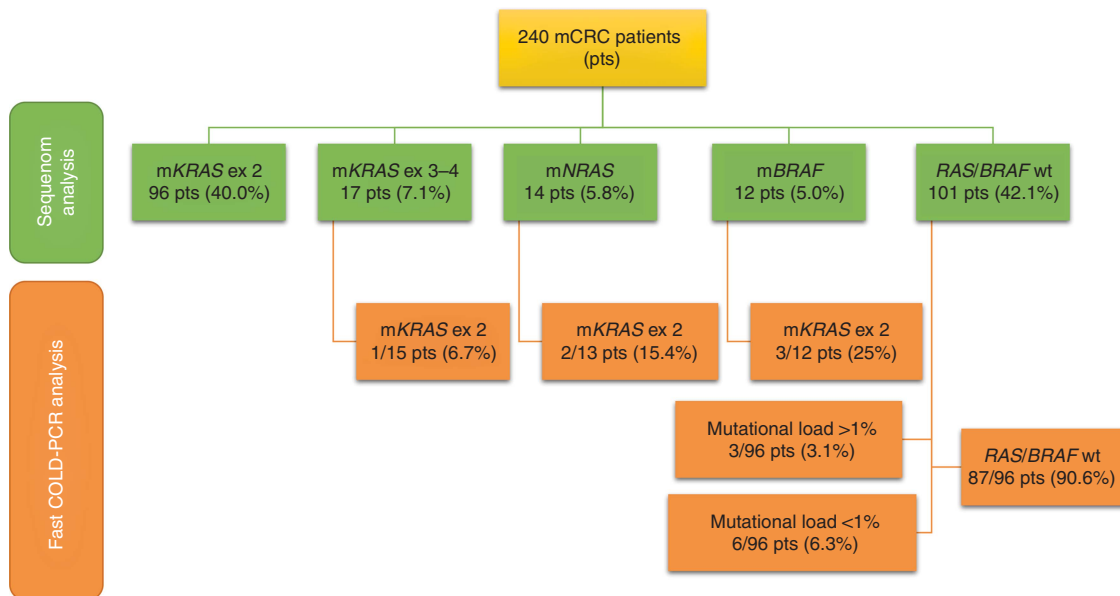 240 mCRC patients
(pts)
Sequenom
analysis
mKRAS ex 2
96 pts (40.0%)
mKRAS ex 3–4
17 pts (7.1%)
mNRAS
14 pts (5.8%)
mBRAF
12 pts (5.0%)
RAS/BRAF wt
101 pts (42.1%)
Fast COLD-PCR analysis
mKRAS ex 2
1/15 pts (6.7%)
mKRAS ex 2
2/13 pts (15.4%)
mKRAS ex 2
3/12 pts (25%)
Mutational load >1%
3/96 pts (3.1%)
RAS/BRAF wt
87/96 pts (90.6%)
Mutational load <1%
6/96 pts (6.3%)